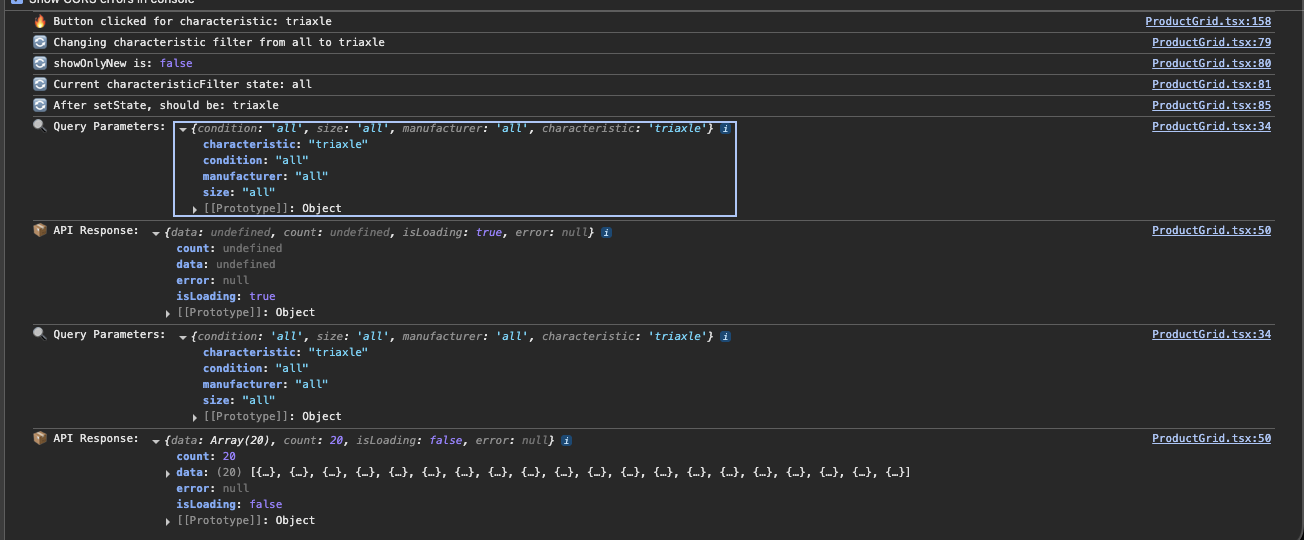 Show CORS errors in console
Button clicked for characteristic: triaxle ProductGrid.tsx:158
Changing characteristic filter from all to triaxle ProductGrid.tsx:79
showOnlyNew is: false ProductGrid.tsx:80
Current characteristicFilter state: all ProductGrid.tsx:81
After setState, should be: triaxle ProductGrid.tsx:85
Query Parameters: {condition: 'all', size: 'all', manufacturer: 'all', characteristic: 'triaxle'} i ProductGrid.tsx:34
characteristic: "triaxle"
condition: "all"
manufacturer: "all"
size: "all"
[[Prototype]]: Object
API Response: {data: undefined, count: undefined, isLoading: true, error: null} i ProductGrid.tsx:50
count: undefined
data: undefined
error: null
isLoading: true
[[Prototype]]: Object
Query Parameters: {condition: 'all', size: 'all', manufacturer: 'all', characteristic: 'triaxle'} i ProductGrid.tsx:34
characteristic: "triaxle"
condition: "all"
manufacturer: "all"
size: "all"
[[Prototype]]: Object
API Response: {data: Array(20), count: 20, isLoading: false, error: null} i ProductGrid.tsx:50
count: 20
data: (20) [{…}, {…}, {…}, {…}, {…}, {…}, {…}, {…}, {…}, {…}, {…}, {…}, {…}, {…}, {…}, {…}, {…}, {…}, {…}, {…}]
error: null
isLoading: false
[[Prototype]]: Object